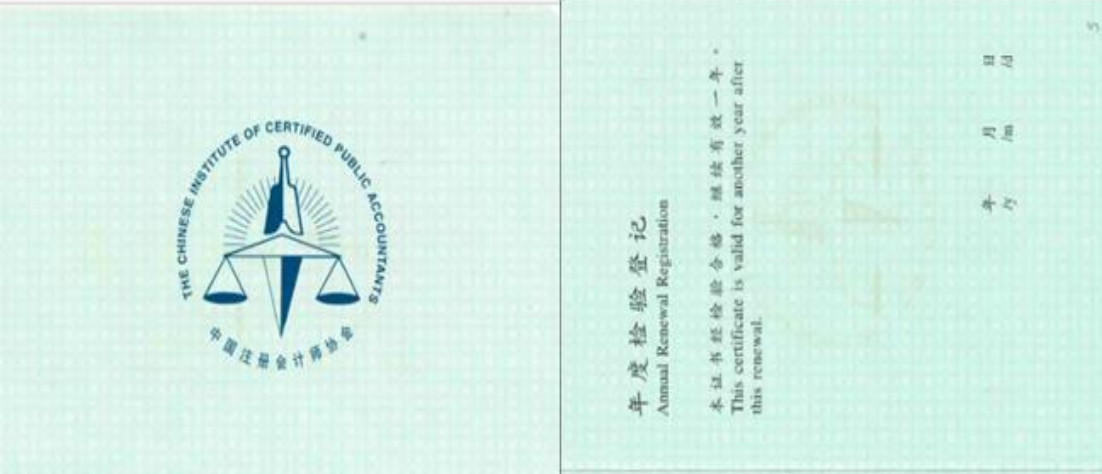 THE CHINESE INSTITUTE OF CERTIFIED PUBLIC ACCOUNTANTS
中国注册会计师协会
年度检验登记
Annual Renewal Registration
本证书经检验合格,继续有效一年。
This certificate is valid for another year after
this renewal.
年 月 日
/y /m /d
5